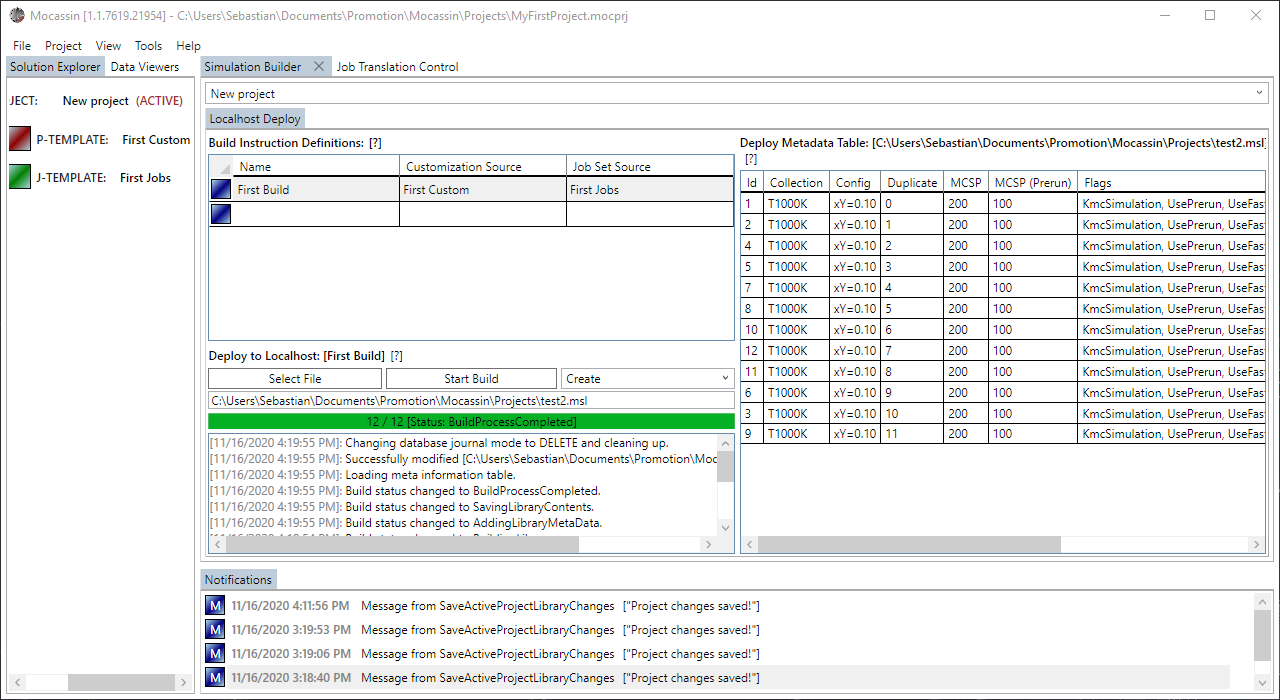 Mocassin [1.1.7619.21954] - C:\Users\Sebastian\Documents\Promotion\Mocassin\Projects\MyFirstProject.mocprj
File Project View Tools Help
Solution Explorer Data Viewers
JECT: New project (ACTIVE)
P-TEMPLATE: First Custom
J-TEMPLATE: First Jobs
Simulation Builder Job Translation Control
New project
Localhost Deploy
Build Instruction Definitions: [?]
Name Customization Source Job Set Source
First Build First Custom First Jobs
Deploy to Localhost: [First Build] [?]
Select File Start Build Create
C:\Users\Sebastian\Documents\Promotion\Mocassin\Projects\test2.msl
12 / 12 [Status: BuildProcessCompleted]
[11/16/2020 4:19:55 PM]: Changing database journal mode to DELETE and cleaning up.
[11/16/2020 4:19:55 PM]: Successfully modified [C:\Users\Sebastian\Documents\Promotion\Moc
[11/16/2020 4:19:55 PM]: Loading meta information table.
[11/16/2020 4:19:55 PM]: Build status changed to BuildProcessCompleted.
[11/16/2020 4:19:55 PM]: Build status changed to SavingLibraryContents.
[11/16/2020 4:19:55 PM]: Build status changed to AddingLibraryMetaData.
Deploy Metadata Table: [C:\Users\Sebastian\Documents\Promotion\Mocassin\Projects\test2.msl]
[?]
Id Collection Config Duplicate MCSP MCSP (Prerun) Flags
1 T1000K xY=0.10 0 200 100 KmcSimulation, UsePrerun, UseFas
2 T1000K xY=0.10 1 200 100 KmcSimulation, UsePrerun, UseFas
4 T1000K xY=0.10 2 200 100 KmcSimulation, UsePrerun, UseFas
5 T1000K xY=0.10 3 200 100 KmcSimulation, UsePrerun, UseFas
7 T1000K xY=0.10 4 200 100 KmcSimulation, UsePrerun, UseFas
8 T1000K xY=0.10 5 200 100 KmcSimulation, UsePrerun, UseFas
10 T1000K xY=0.10 6 200 100 KmcSimulation, UsePrerun, UseFas
12 T1000K xY=0.10 7 200 100 KmcSimulation, UsePrerun, UseFas
11 T1000K xY=0.10 8 200 100 KmcSimulation, UsePrerun, UseFas
6 T1000K xY=0.10 9 200 100 KmcSimulation, UsePrerun, UseFas
3 T1000K xY=0.10 10 200 100 KmcSimulation, UsePrerun, UseFas
9 T1000K xY=0.10 11 200 100 KmcSimulation, UsePrerun, UseFas
Notifications
M 11/16/2020 4:11:56 PM Message from SaveActiveProjectLibraryChanges ["Project changes saved!"]
M 11/16/2020 3:19:53 PM Message from SaveActiveProjectLibraryChanges ["Project changes saved!"]
M 11/16/2020 3:19:06 PM Message from SaveActiveProjectLibraryChanges ["Project changes saved!"]
M 11/16/2020 3:18:40 PM Message from SaveActiveProjectLibraryChanges ["Project changes saved!"]